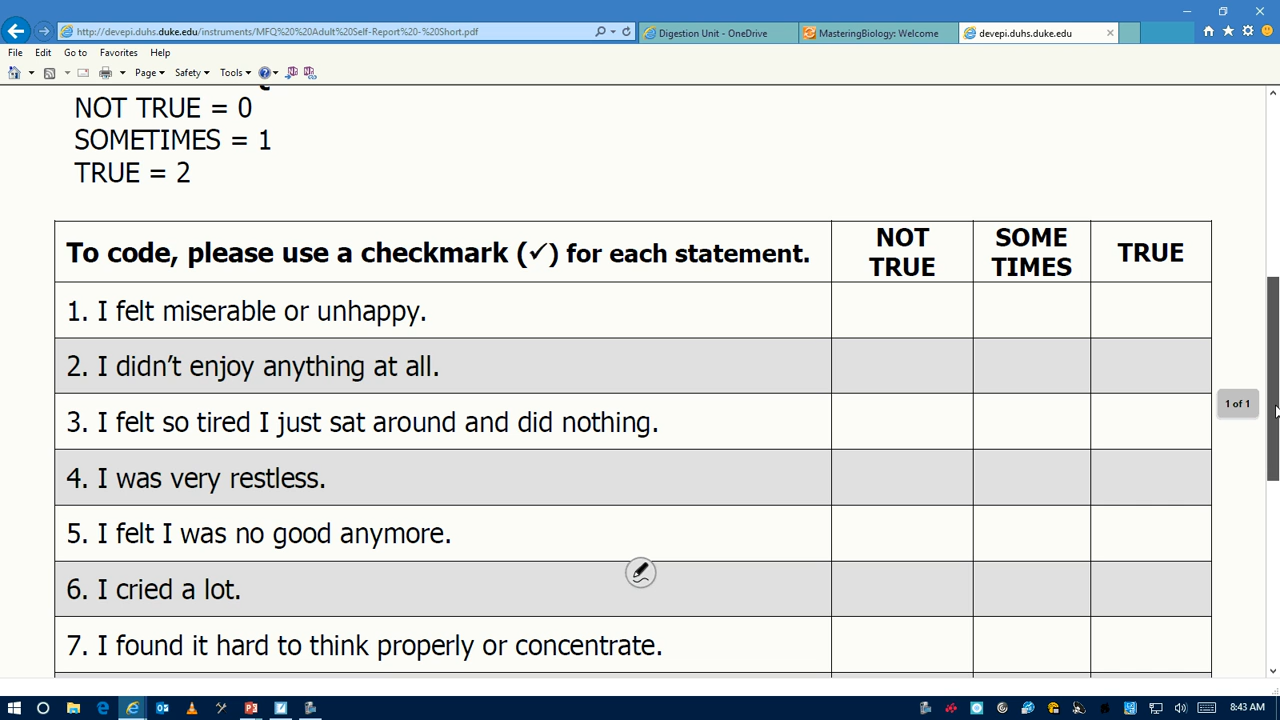 http://devepi.duhs.duke.edu/instruments/MFQ%20%20Adult%20Self-Report%20-%20Short.pdf
Digestion Unit - OneDrive
MasteringBiology: Welcome
devepi.duhs.duke.edu
File Edit Go to Favorites Help
Page Safety Tools
NOT TRUE = 0
SOMETIMES = 1
TRUE = 2
To code, please use a checkmark (✓) for each statement.
NOT
TRUE
SOME
TIMES
TRUE
1. I felt miserable or unhappy.
2. I didn’t enjoy anything at all.
3. I felt so tired I just sat around and did nothing.
4. I was very restless.
5. I felt I was no good anymore.
6. I cried a lot.
7. I found it hard to think properly or concentrate.
1 of 1
8:43 AM